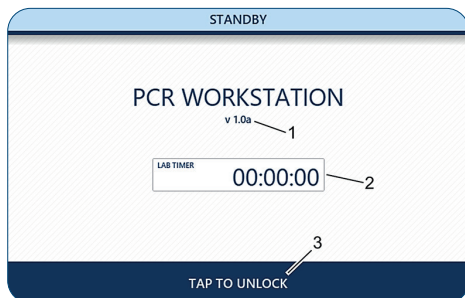 STANDBY
PCR WORKSTATION
v 1.0a
1
LAB TIMER
00:00:00
2
3
TAP TO UNLOCK